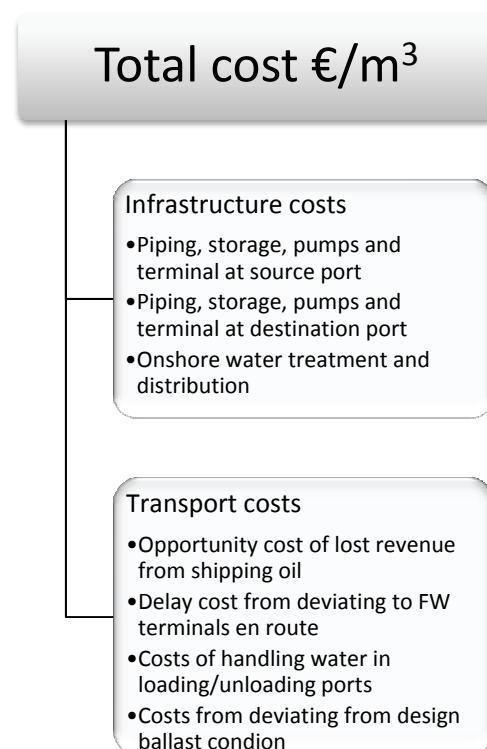 Total cost €/m³
Infrastructure costs
•Piping, storage, pumps and
terminal at source port
•Piping, storage, pumps and
terminal at destination port
•Onshore water treatment and
distribution
Transport costs
•Opportunity cost of lost revenue
from shipping oil
•Delay cost from deviating to FW
terminals en route
•Costs of handling water in
loading/unloading ports
•Costs from deviating from design
ballast condion